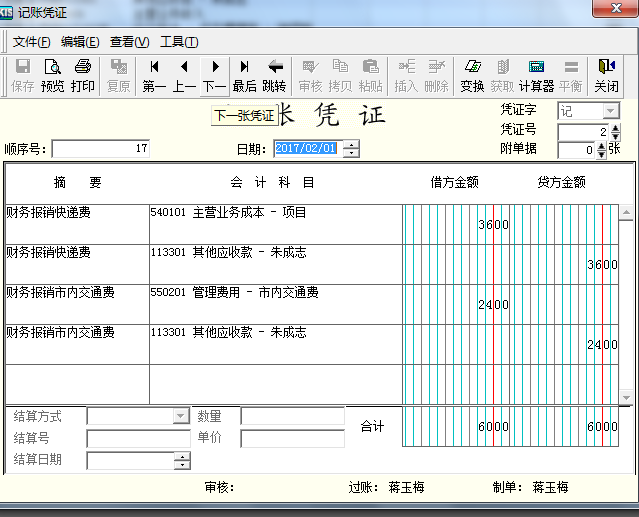 KIS 记账凭证
文件(F) 编辑(E) 查看(V) 工具(T)
保存 预览 打印 复原 第一 上一 下一 最后 跳转 审核 拷贝 粘贴 插入 删除 变换 获取 计算器 平衡 关闭
下一张凭证
张 凭 证
凭证字 记
凭证号 2
顺序号： 17 日期： 2017/02/01 附单据 0 张
摘 要 会 计 科 目 借方金额 贷方金额
财务报销快递费 540101 主营业务成本 - 项目 3600
财务报销快递费 113301 其他应收款 - 朱成志 3600
财务报销市内交通费 550201 管理费用 - 市内交通费 2400
财务报销市内交通费 113301 其他应收款 - 朱成志 2400
结算方式 数量 合计 6000 6000
结算号 单价
结算日期
审核： 过账： 蒋玉梅 制单： 蒋玉梅